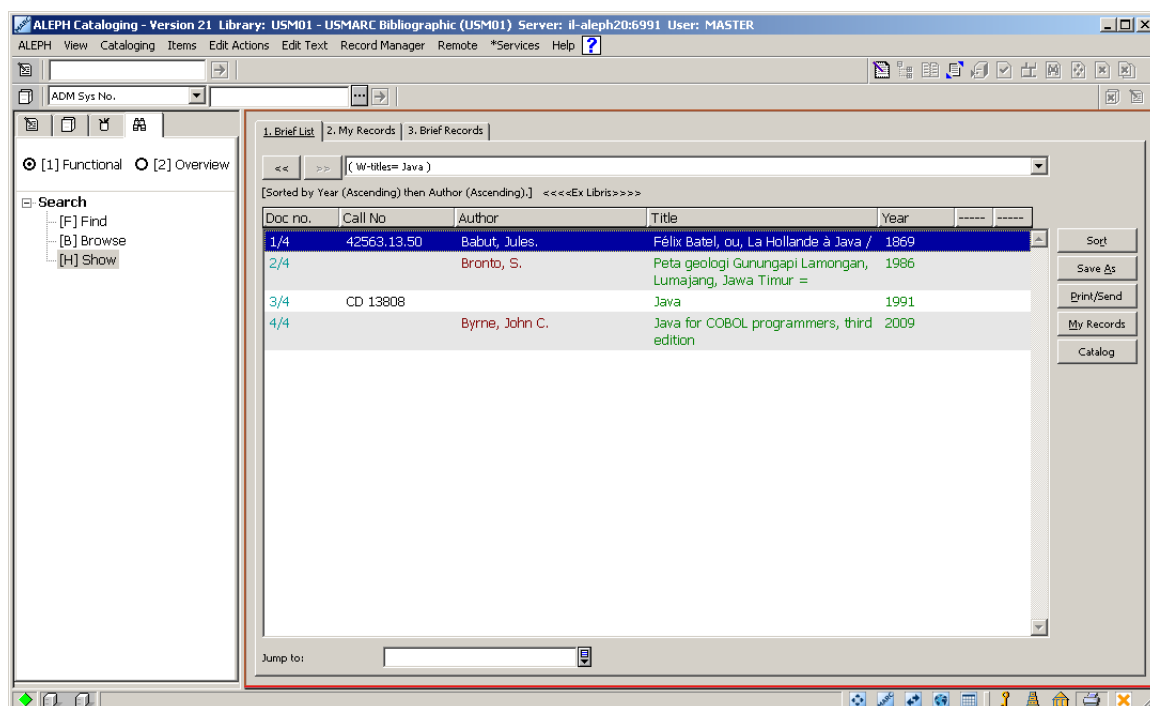 ALEPH Cataloging - Version 21 Library: USM01 - USMARC Bibliographic (USM01) Server: il-aleph20:6991 User: MASTER
ALEPH View Cataloging Items Edit Actions Edit Text Record Manager Remote *Services Help ?
ADM Sys No. ...
1. Brief List 2. My Records 3. Brief Records
[1] Functional [2] Overview
<< >> ( W-titles= Java )
[Sorted by Year (Ascending) then Author (Ascending).] <<<<Ex Libris>>>>
Search
[F] Find
[B] Browse
[H] Show
Doc no. Call No Author Title Year ----- -----
1/4 42563.13.50 Babut, Jules. Félix Batel, ou, La Hollande à Java / 1869
2/4 Bronto, S. Peta geologi Gunungapi Lamongan, 1986
Lumajang, Jawa Timur =
3/4 CD 13808 Java 1991
4/4 Byrne, John C. Java for COBOL programmers, third 2009
edition
Sort
Save As
Print/Send
My Records
Catalog
Jump to: